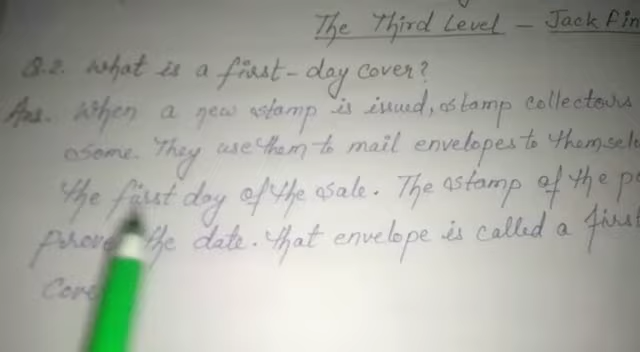 The Third Level - Jack Fin
Q.2. What is a first-day cover?
Ans. When a new stamp is issued, stamp collectors
some. They use them to mail envelopes to themsel
the first day of the sale. The stamp of the p
prove the date. That envelope is called a first
Cove